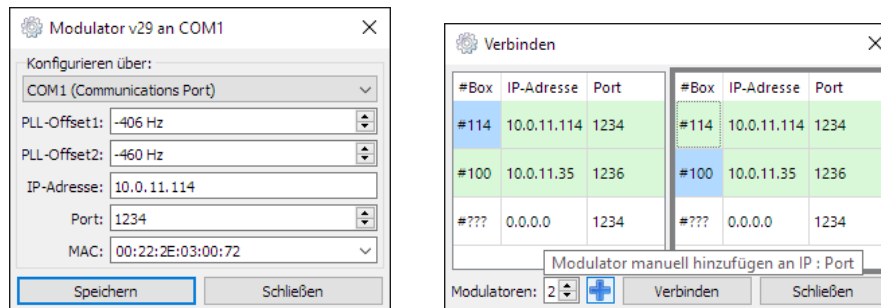 Modulator v29 an COM1
Konfigurieren über:
COM1 (Communications Port)
PLL-Offset1: -406 Hz
PLL-Offset2: -460 Hz
IP-Adresse: 10.0.11.114
Port: 1234
MAC: 00:22:2E:03:00:72
Speichern Schließen
Verbinden
#Box IP-Adresse Port #Box IP-Adresse Port
#114 10.0.11.114 1234 #114 10.0.11.114 1234
#100 10.0.11.35 1236 #100 10.0.11.35 1236
#??? 0.0.0.0 1234 #??? 0.0.0.0 1234
Modulator manuell hinzufügen an IP : Port
Modulatoren: 2 Verbinden Schließen